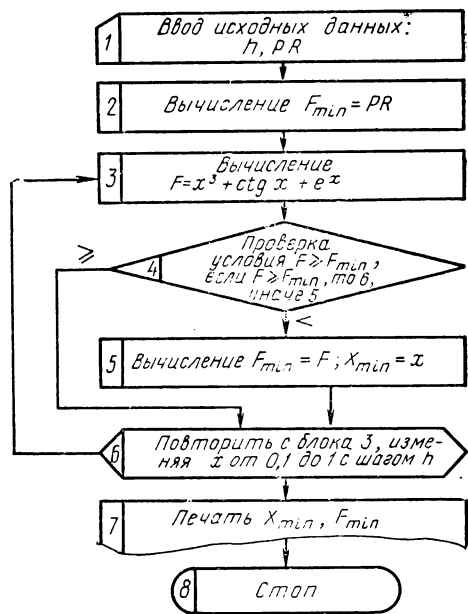 1 Ввод исходных данных:
h, PR
2 Вычисление Fmin = PR
3 Вычисление
F=x³+ctg x + eˣ
≥
4 Проверка
условия F ≥ Fmin,
если F ≥ Fmin, то 6,
иначе 5
<
5 Вычисление Fmin = F; Xmin = x
6 Повторить с блока 3, изме-
няя x от 0,1 до 1 с шагом h
7 Печать Xmin, Fmin
8 Стоп